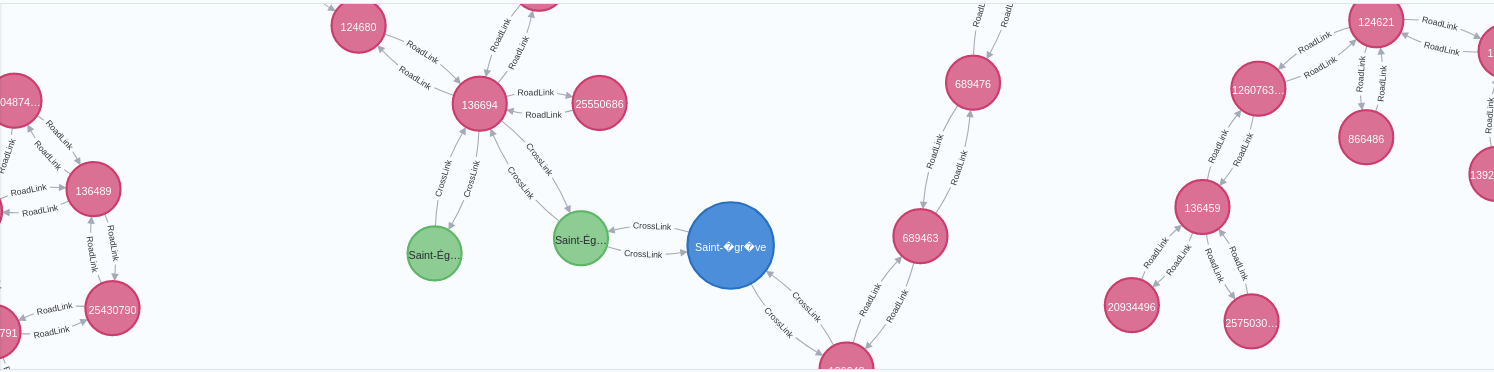 124680
RoadLink
RoadLink
RoadLink
RoadLink
136694
RoadLink
RoadLink
25550686
CrossLink
CrossLink
CrossLink
CrossLink
Saint-Ég…
Saint-Ég…
CrossLink
CrossLink
Saint-�gr�ve
CrossLink
CrossLink
04874…
RoadLink
RoadLink
RoadLink
136489
RoadLink
RoadLink
RoadLink
RoadLink
25430790
RoadLink
RoadLink
791
RoadL
RoadL
689476
RoadLink
RoadLink
689463
RoadLink
RoadLink
124621
RoadLink
RoadLink
RoadLink
RoadLink
1260763…
RoadLink
RoadLink
866486
RoadLink
1392
RoadLink
RoadLink
136459
RoadLink
RoadLink
RoadLink
RoadLink
20934496
2575030…